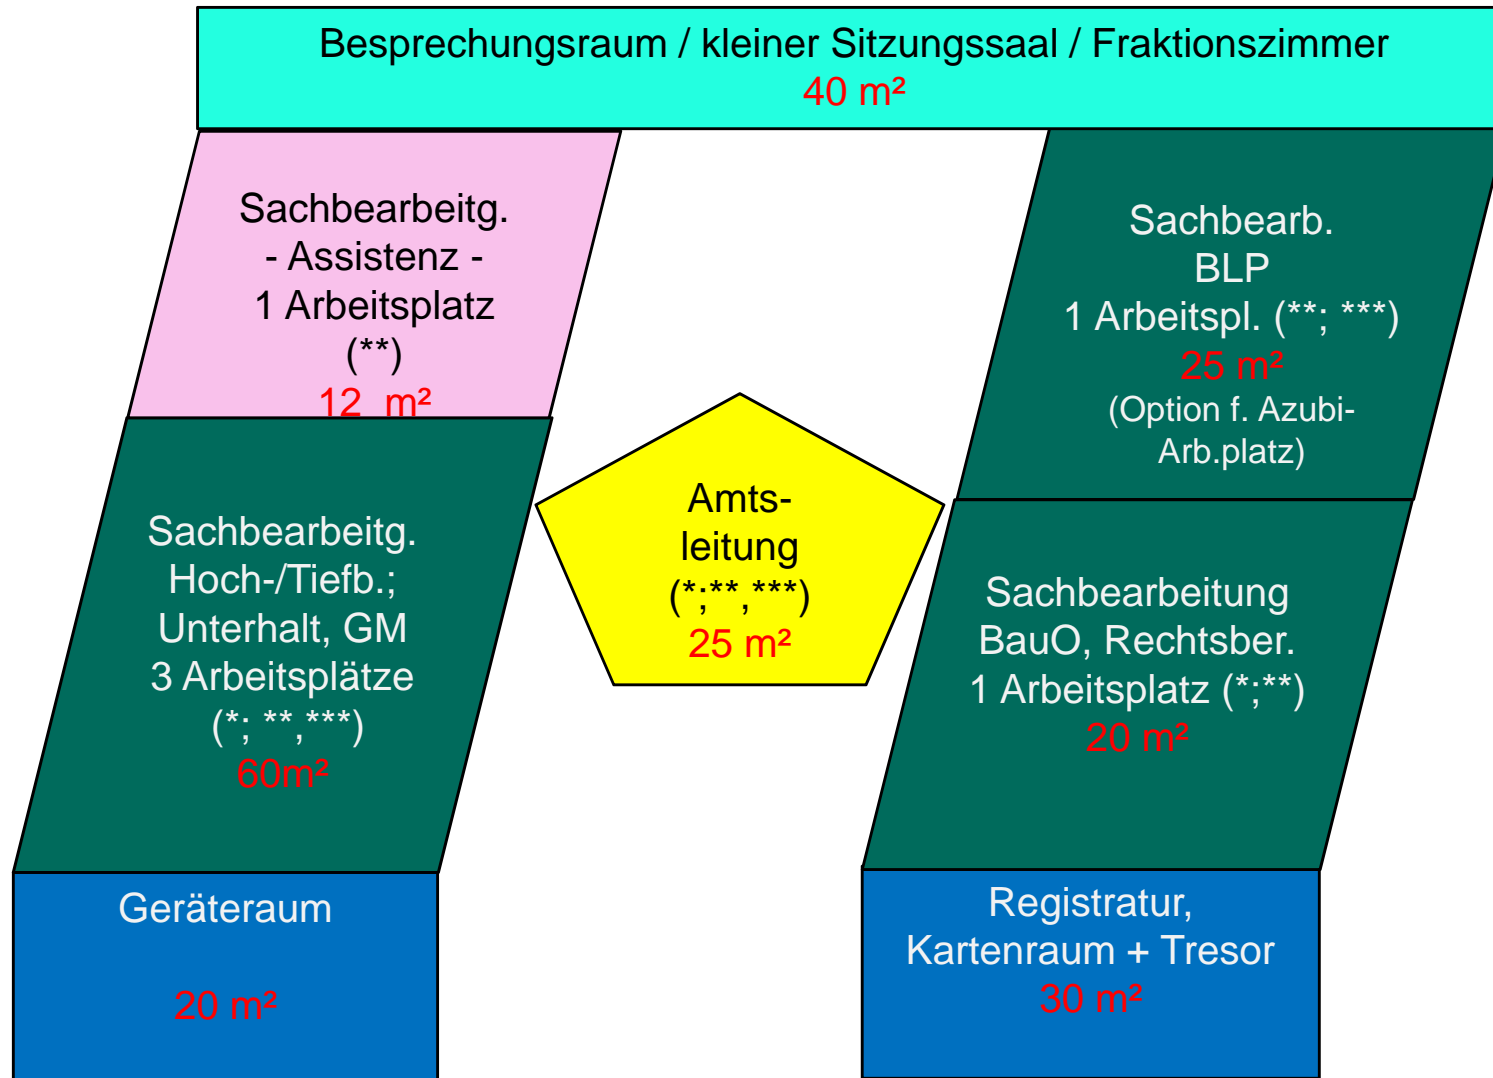 Besprechungsraum / kleiner Sitzungssaal / Fraktionszimmer
40 m²
Sachbearbeitg.
- Assistenz -
1 Arbeitsplatz
(**)
12 m²
Sachbearbeitg.
Hoch-/Tiefb.;
Unterhalt, GM
3 Arbeitsplätze
(*; **,***)
60m²
Geräteraum
20 m²
Amts-
leitung
(*;**,***)
25 m²
Sachbearb.
BLP
1 Arbeitspl. (**; ***)
25 m²
(Option f. Azubi-
Arb.platz)
Sachbearbeitung
BauO, Rechtsber.
1 Arbeitsplatz (*;**)
20 m²
Registratur,
Kartenraum + Tresor
30 m²